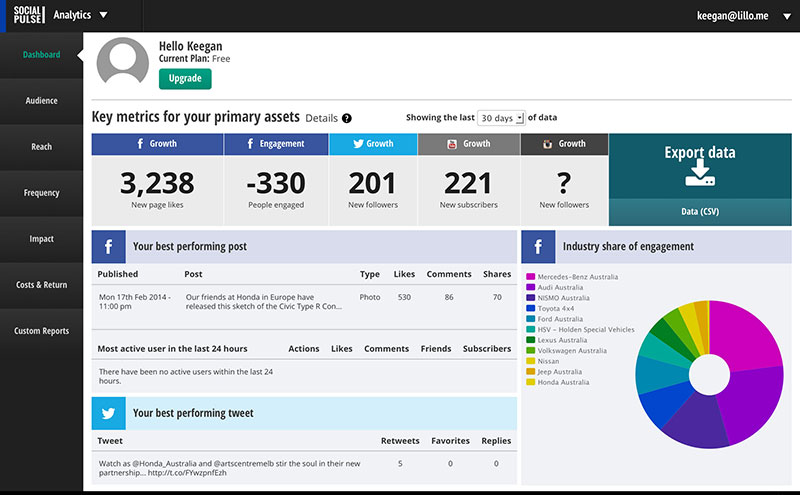 SOCIAL PULSE Analytics
keegan@lillo.me
Dashboard
Audience
Reach
Frequency
Impact
Costs & Return
Custom Reports
Hello Keegan
Current Plan: Free
Upgrade
Key metrics for your primary assets Details ?
Showing the last 30 days of data
f Growth
3,238
New page likes
f Engagement
-330
People engaged
Growth
201
New followers
You Tube Growth
221
New subscribers
Growth
?
New followers
Export data
Data (CSV)
f Your best performing post
Published Post Type Likes Comments Shares
Mon 17th Feb 2014 - 11:00 pm
Our friends at Honda in Europe have
released this sketch of the Civic Type R Con...
Photo 530 86 70
Most active user in the last 24 hours Actions Likes Comments Friends Subscribers
There have been no active users within the last 24
hours.
Your best performing tweet
Tweet Retweets Favorites Replies
Watch as @Honda_Australia and @artscentremelb stir the soul in their new
partnership... http://t.co/FYwzpnfEzh
5 0 0
f Industry share of engagement
Mercedes-Benz Australia
Audi Australia
NISMO Australia
Toyota 4x4
Ford Australia
HSV - Holden Special Vehicles
Lexus Australia
Volkswagen Australia
Nissan
Jeep Australia
Honda Australia